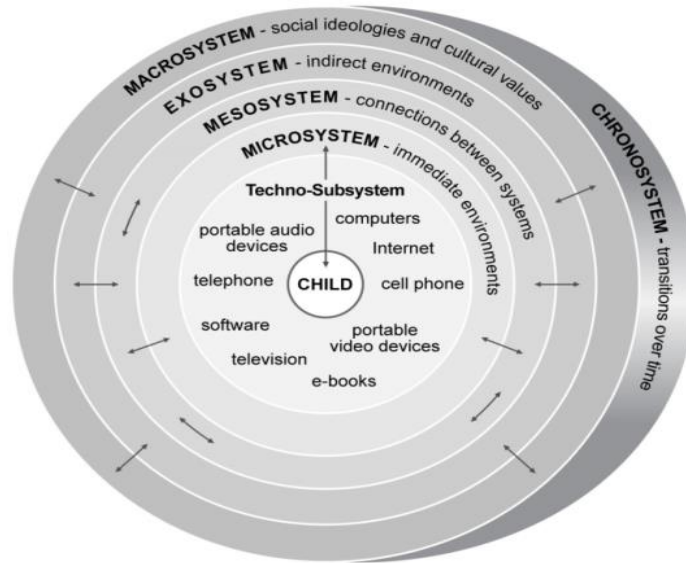 MACROSYSTEM - social ideologies and cultural values
EXOSYSTEM - indirect environments
MESOSYSTEM - connections between systems
MICROSYSTEM - immediate environments
CHRONOSYSTEM - transitions over time
Techno-Subsystem
computers
portable audio
devices
Internet
telephone
CHILD
cell phone
software
portable
video devices
television
e-books